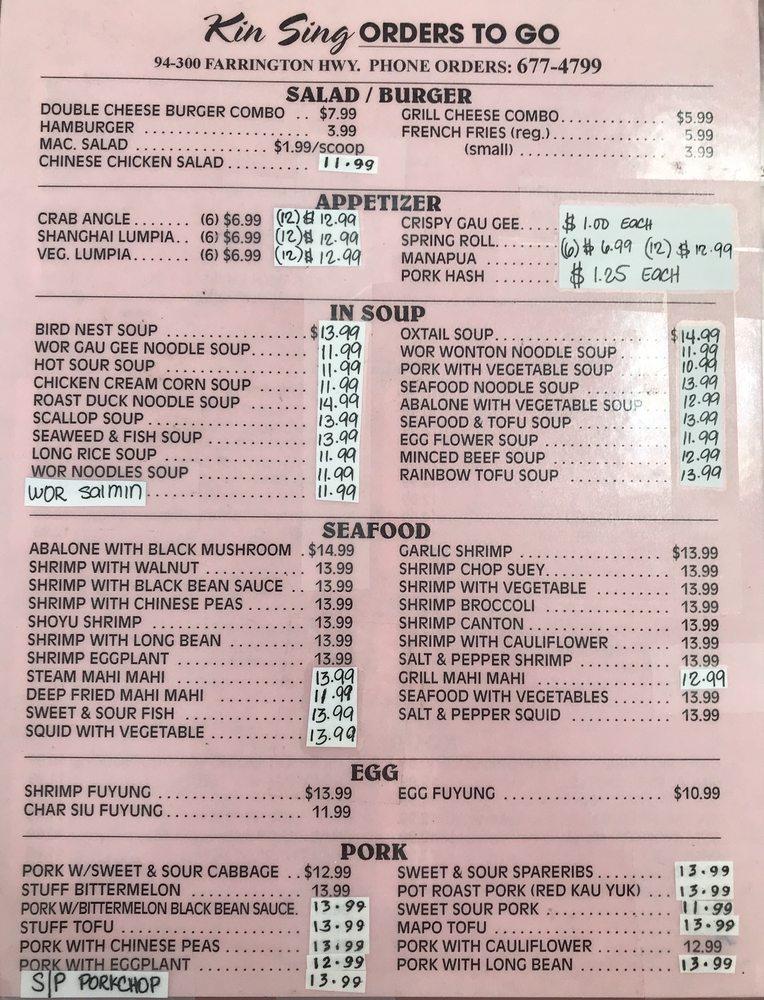 Kin Sing ORDERS TO GO
94-300 FARRINGTON HWY. PHONE ORDERS: 677-4799
SALAD / BURGER
DOUBLE CHEESE BURGER COMBO .. $7.99
HAMBURGER ................ 3.99
MAC. SALAD ................ $1.99/scoop
CHINESE CHICKEN SALAD ........ 11.99
GRILL CHEESE COMBO............ $5.99
FRENCH FRIES (reg.)............ 5.99
(small) ................ 3.99
APPETIZER
CRAB ANGLE....... (6) $6.99 (12) $ 12.99
SHANGHAI LUMPIA.. (6) $6.99 (12) $ 12.99
VEG. LUMPIA....... (6) $6.99 (12) $ 12.99
CRISPY GAU GEE..... $ 1.00 EACH
SPRING ROLL........ (6) $ 6.99 (12) $ 12.99
MANAPUA ..........
PORK HASH ........ $ 1.25 EACH
IN SOUP
BIRD NEST SOUP ................ $13.99
WOR GAU GEE NOODLE SOUP....... 11.99
HOT SOUR SOUP ................ 11.99
CHICKEN CREAM CORN SOUP ....... 11.99
ROAST DUCK NOODLE SOUP ....... 14.99
SCALLOP SOUP ................ 13.99
SEAWEED & FISH SOUP .......... 13.99
LONG RICE SOUP ................ 11.99
WOR NOODLES SOUP ............ 11.99
WOR Saimin .................... 11.99
OXTAIL SOUP.................... $14.99
WOR WONTON NOODLE SOUP ..... 11.99
PORK WITH VEGETABLE SOUP ..... 10.99
SEAFOOD NOODLE SOUP ......... 13.99
ABALONE WITH VEGETABLE SOUP .. 12.99
SEAFOOD & TOFU SOUP .......... 13.99
EGG FLOWER SOUP ............. 11.99
MINCED BEEF SOUP ............. 12.99
RAINBOW TOFU SOUP ........... 13.99
SEAFOOD
ABALONE WITH BLACK MUSHROOM . $14.99
SHRIMP WITH WALNUT ............ 13.99
SHRIMP WITH BLACK BEAN SAUCE .. 13.99
SHRIMP WITH CHINESE PEAS ....... 13.99
SHOYU SHRIMP ................ 13.99
SHRIMP WITH LONG BEAN ......... 13.99
SHRIMP EGGPLANT .............. 13.99
STEAM MAHI MAHI .............. 13.99
DEEP FRIED MAHI MAHI .......... 11.99
SWEET & SOUR FISH ............. 13.99
SQUID WITH VEGETABLE .......... 13.99
GARLIC SHRIMP ................ $13.99
SHRIMP CHOP SUEY.............. 13.99
SHRIMP WITH VEGETABLE ........ 13.99
SHRIMP BROCCOLI .............. 13.99
SHRIMP CANTON................ 13.99
SHRIMP WITH CAULIFLOWER ...... 13.99
SALT & PEPPER SHRIMP .......... 13.99
GRILL MAHI MAHI ............... 12.99
SEAFOOD WITH VEGETABLES ...... 13.99
SALT & PEPPER SQUID ........... 13.99
EGG
SHRIMP FUYUNG ................ $13.99
CHAR SIU FUYUNG............... 11.99
EGG FUYUNG .................. $10.99
PORK
PORK W/SWEET & SOUR CABBAGE .. $12.99
STUFF BITTERMELON ............ 13.99
PORK W/BITTERMELON BLACK BEAN SAUCE. 13.99
STUFF TOFU .................... 13.99
PORK WITH CHINESE PEAS ........ 13.99
PORK WITH EGGPLANT ........... 12.99
S/P PORKCHOP 13.99
SWEET & SOUR SPARERIBS ......... 13.99
POT ROAST PORK (RED KAU YUK) ... 13.99
SWEET SOUR PORK .............. 11.99
MAPO TOFU .................... 13.99
PORK WITH CAULIFLOWER ........ 12.99
PORK WITH LONG BEAN .......... 13.99